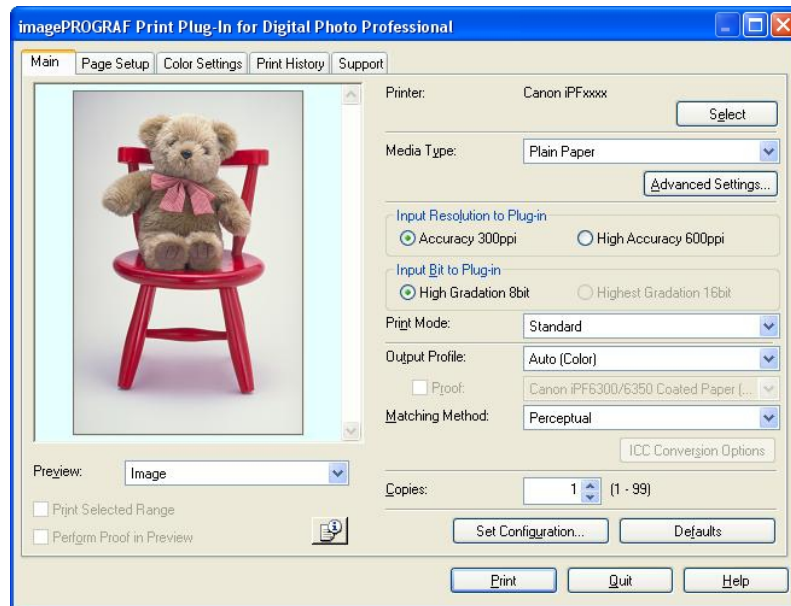 imagePROGRAF Print Plug-In for Digital Photo Professional
Main Page Setup Color Settings Print History Support
Printer: Canon iPFxxxx
Select
Media Type: Plain Paper
Advanced Settings...
Input Resolution to Plug-in
Accuracy 300ppi High Accuracy 600ppi
Input Bit to Plug-in
High Gradation 8bit Highest Gradation 16bit
Print Mode: Standard
Output Profile: Auto (Color)
Proof: Canon iPF6300/6350 Coated Paper (...
Matching Method: Perceptual
ICC Conversion Options
Preview: Image
Print Selected Range
Perform Proof in Preview
Copies: 1 (1 - 99)
Set Configuration... Defaults
Print Quit Help